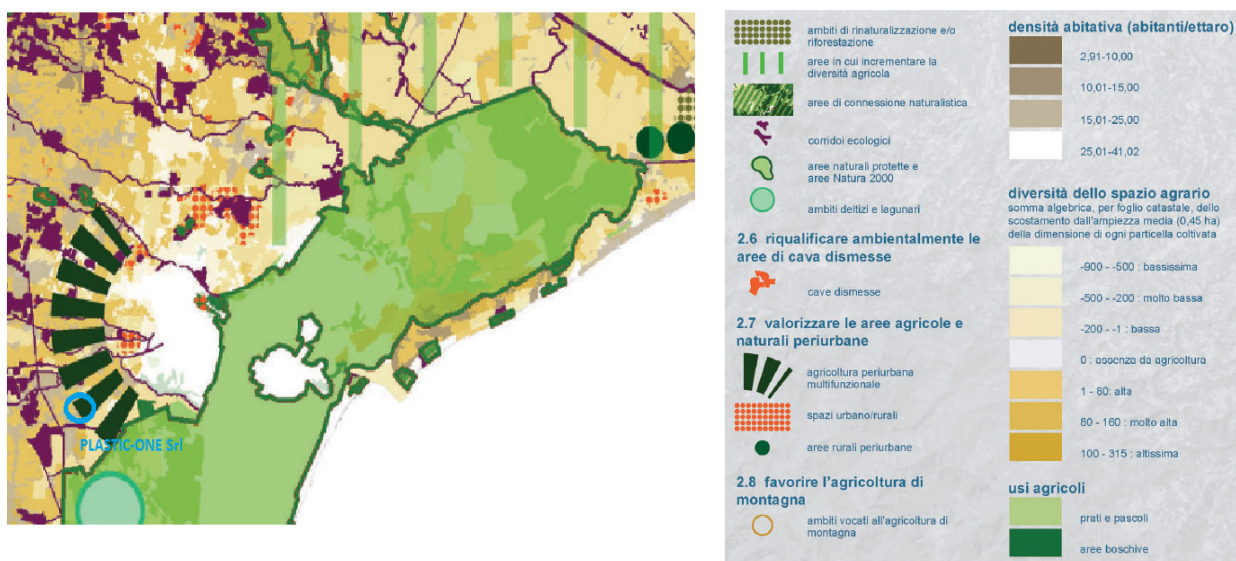 PLASTIC-ONE Srl
ambiti di rinaturalizzazione e/o
riforestazione
aree in cui incrementare la
diversità agricola
aree di connessione naturalistica
corridoi ecologici
aree naturali protette e
aree Natura 2000
ambiti deltizi e lagunari
2.6 riqualificare ambientalmente le
aree di cava dismesse
cave dismesse
2.7 valorizzare le aree agricole e
naturali periurbane
agricoltura periurbana
multifunzionale
spazi urbano/rurali
aree rurali periurbane
2.8 favorire l'agricoltura di
montagna
ambiti vocati all'agricoltura di
montagna
densità abitativa (abitanti/ettaro)
2,91-10,00
10,01-15,00
15,01-25,00
25,01-41,02
diversità dello spazio agrario
somma algebrica, per foglio catastale, dello
scostamento dall'ampiezza media (0,45 ha)
della dimensione di ogni particella coltivata
-900 - -500 : bassissima
-500 - -200 : molto bassa
-200 - -1 : bassa
0 : assenza da agricoltura
1 - 80: alta
80 - 160 : molto alta
100 - 315 : altissima
usi agricoli
prati e pascoli
aree boschive